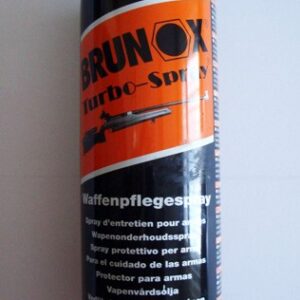 BRUNOX
Turbo-Spray
Waffenpflegespray
Spray d'entretien pour armes
Wapenonderhoudsspray
Spray protettivo per armi
Para el cuidado de las armas
Protector para armas
Vapenvårdsolja